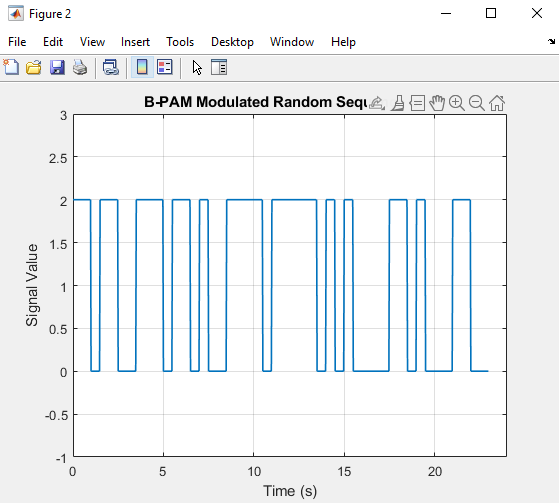 Figure 2
File Edit View Insert Tools Desktop Window Help
B-PAM Modulated Random
3
2.5
2
1.5
1
0.5
0
-0.5
-1
Signal Value
0 5 10 15 20
Time (s)